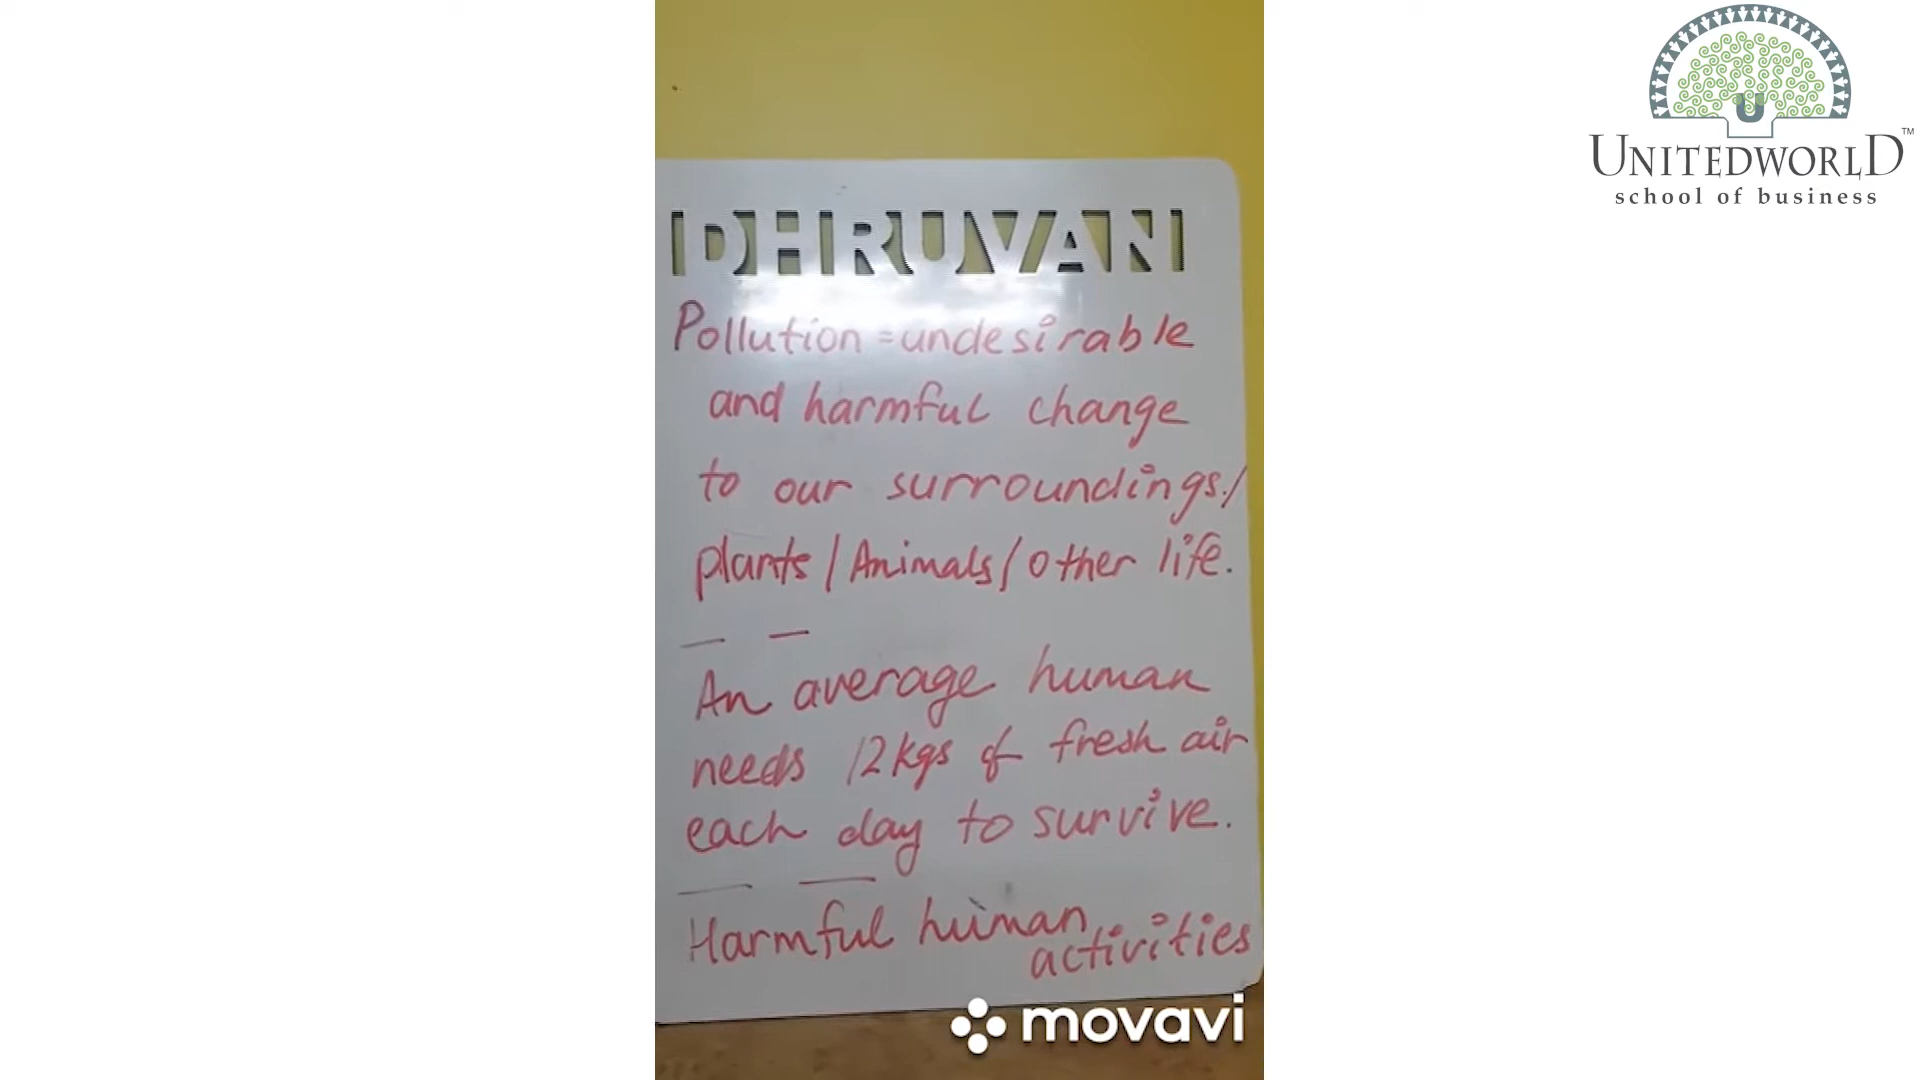 DHRUVAN
Pollution = undesirable
and harmful change
to our surroundings./
plants / Animals / other life.
An average human
needs 12kgs of fresh air
each day to survive.
Harmful human
activities
movavi
U
UNITEDWORLD™
school of business